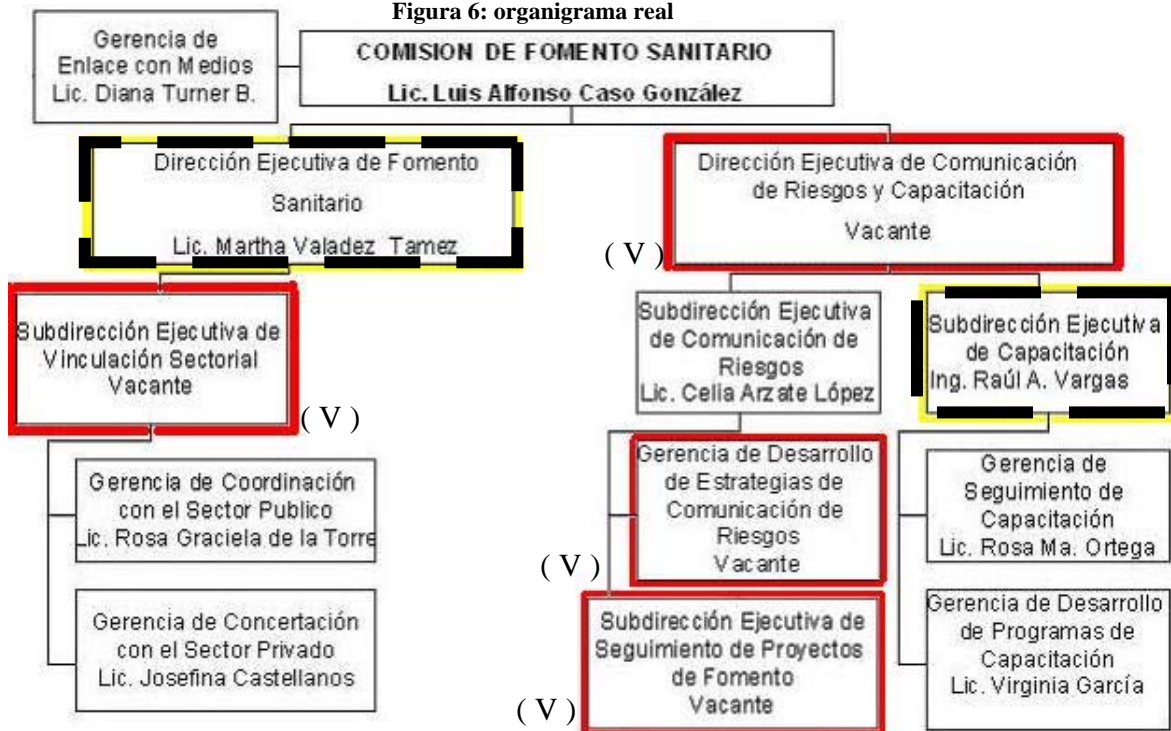 Figura 6: organigrama real
Gerencia de
Enlace con Medios
Lic. Diana Turner B.
COMISION DE FOMENTO SANITARIO
Lic. Luis Alfonso Caso González
Dirección Ejecutiva de Fomento
Sanitario
Lic. Martha Valadez Tamez
Dirección Ejecutiva de Comunicación
de Riesgos y Capacitación
Vacante
( V )
Subdirección Ejecutiva de
Vinculación Sectorial
Vacante
( V )
Subdirección Ejecutiva
de Comunicación de
Riesgos
Lic. Celia Arzate López
Subdirección Ejecutiva
de Capacitación
Ing. Raúl A. Vargas
Gerencia de Coordinación
con el Sector Publico
Lic. Rosa Graciela de la Torre
Gerencia de Desarrollo
de Estrategias de
Comunicación de
Riesgos
Vacante
( V )
Gerencia de
Seguimiento de
Capacitación
Lic. Rosa Ma. Ortega
Gerencia de Concertación
con el Sector Privado
Lic. Josefina Castellanos
Subdirección Ejecutiva de
Seguimiento de Proyectos
de Fomento
Vacante
( V )
Gerencia de Desarrollo
de Programas de
Capacitación
Lic. Virginia García